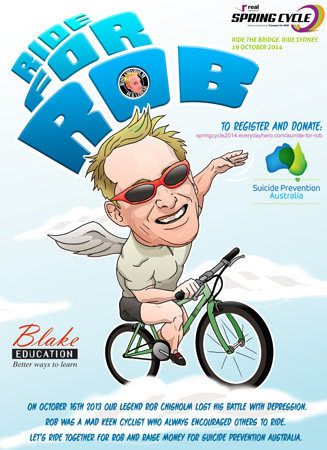 RIDE
FOR
ROB
real
SPRING CYCLE
RIDE THE BRIDGE. RIDE SYDNEY.
19 OCTOBER 2014
TO REGISTER AND DONATE:
springcycle2014.everydayhero.com/au/ride-for-rob
Suicide Prevention
Australia
Blake
EDUCATION
Better ways to learn
ON OCTOBER 16TH 2013 OUR LEGEND ROB CHISHOLM LOST HIS BATTLE WITH DEPRESSION.
ROB WAS A MAD KEEN CYCLIST WHO ALWAYS ENCOURAGED OTHERS TO RIDE.
LET'S RIDE TOGETHER FOR ROB AND RAISE MONEY FOR SUICIDE PREVENTION AUSTRALIA.